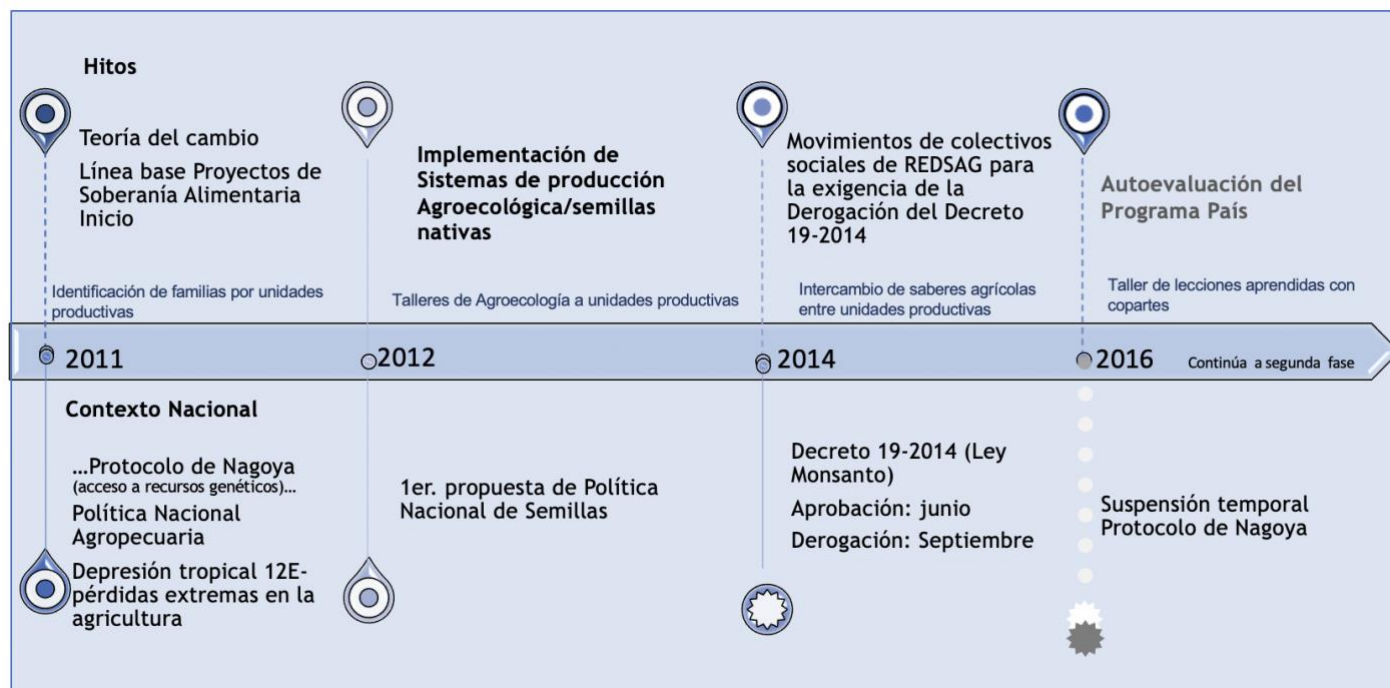 Hitos
Teoría del cambio
Línea base Proyectos de
Soberanía Alimentaria
Inicio
Implementación de
Sistemas de producción
Agroecológica/semillas
nativas
Movimientos de colectivos
sociales de REDSAG para
la exigencia de la
Derogación del Decreto
19-2014
Autoevaluación del
Programa País
Identificación de familias por unidades
productivas
Talleres de Agroecología a unidades productivas
Intercambio de saberes agrícolas
entre unidades productivas
Taller de lecciones aprendidas con
copartes
2011
2012
2014
2016
Continúa a segunda fase
Contexto Nacional
...Protocolo de Nagoya
(acceso a recursos genéticos)...
Política Nacional
Agropecuaria
Depresión tropical 12E-
pérdidas extremas en la
agricultura
1er. propuesta de Política
Nacional de Semillas
Decreto 19-2014 (Ley
Monsanto)
Aprobación: junio
Derogación: Septiembre
Suspensión temporal
Protocolo de Nagoya